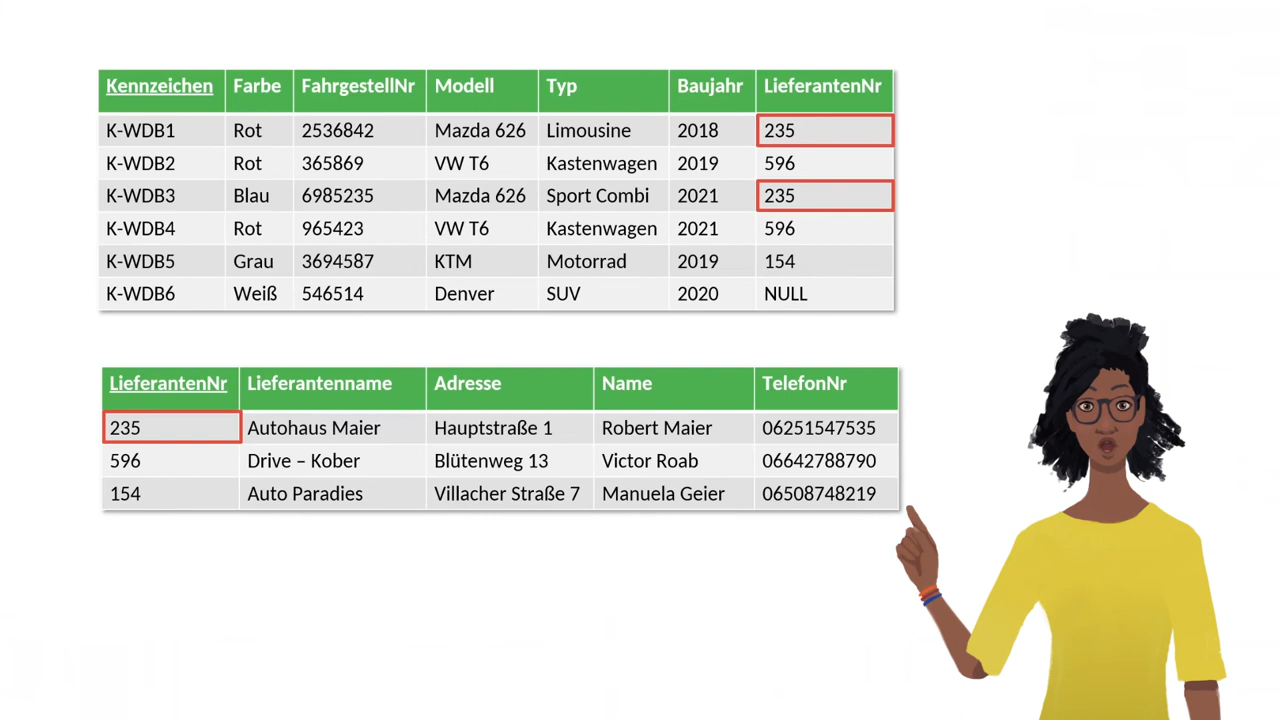 Kennzeichen Farbe FahrgestellNr Modell Typ Baujahr LieferantenNr
K-WDB1 Rot 2536842 Mazda 626 Limousine 2018 235
K-WDB2 Rot 365869 VW T6 Kastenwagen 2019 596
K-WDB3 Blau 6985235 Mazda 626 Sport Combi 2021 235
K-WDB4 Rot 965423 VW T6 Kastenwagen 2021 596
K-WDB5 Grau 3694587 KTM Motorrad 2019 154
K-WDB6 Weiß 546514 Denver SUV 2020 NULL
LieferantenNr Lieferantenname Adresse Name TelefonNr
235 Autohaus Maier Hauptstraße 1 Robert Maier 06251547535
596 Drive – Kober Blütenweg 13 Victor Roab 06642788790
154 Auto Paradies Villacher Straße 7 Manuela Geier 06508748219